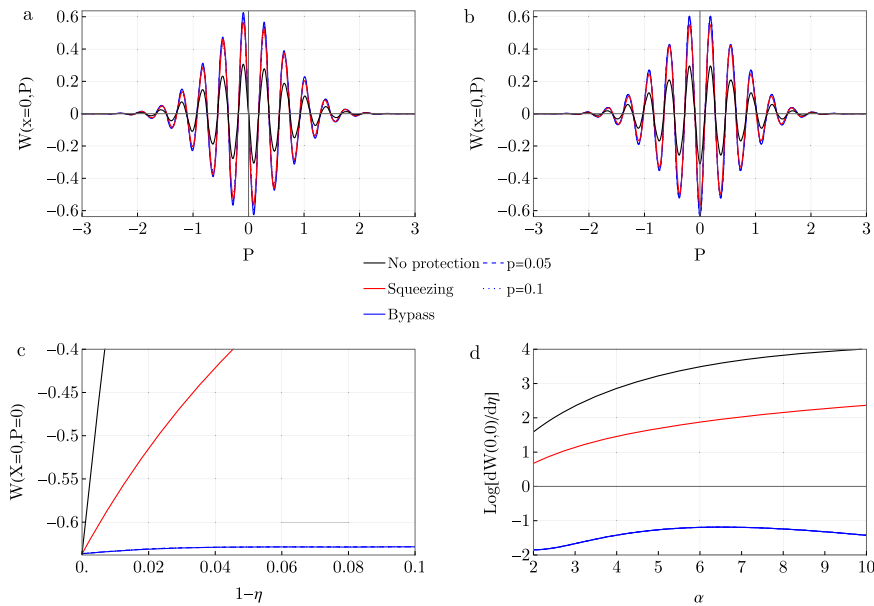 a
0.6
0.4
0.2
0
−0.2
−0.4
−0.6
W(x=0,P)
−3 −2 −1 0 1 2 3
P
b
0.6
0.4
0.2
0
−0.2
−0.4
−0.6
W(x=0,P)
−3 −2 −1 0 1 2 3
P
No protection p=0.05
Squeezing p=0.1
Bypass
c
−0.4
−0.45
−0.5
−0.55
−0.6
W(X=0,P=0)
0. 0.02 0.04 0.06 0.08 0.1
1−η
d
4
3
2
1
0
−1
−2
Log[dW(0,0)/dη]
2 3 4 5 6 7 8 9 10
α